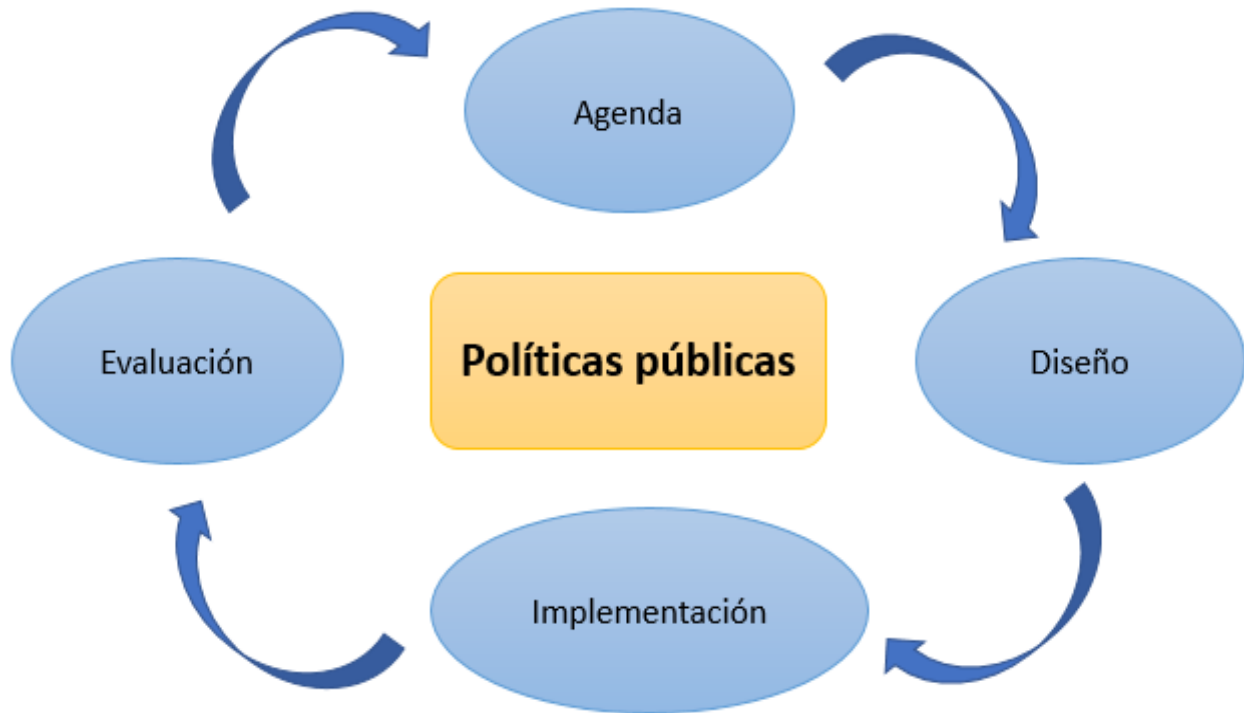 Agenda
Evaluación
Políticas públicas
Diseño
Implementación